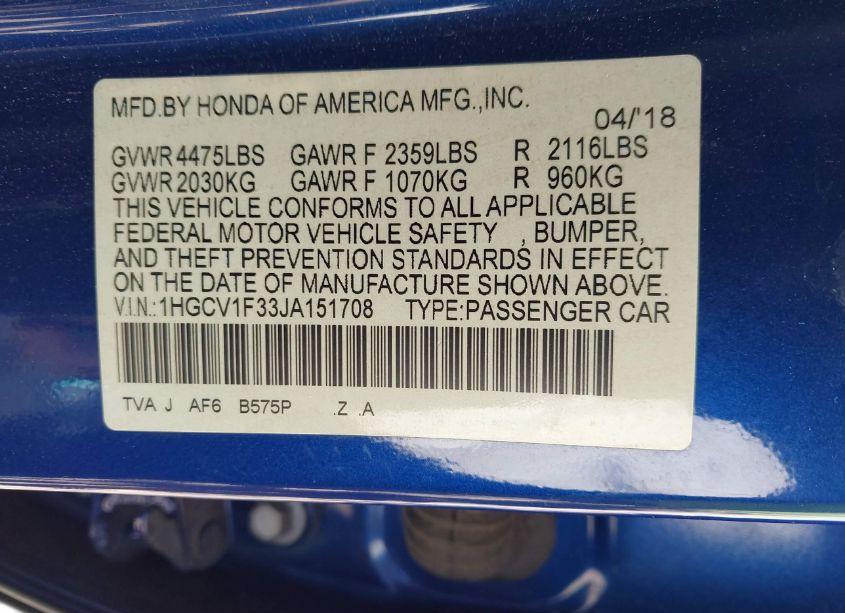 MFD.BY HONDA OF AMERICA MFG.,INC.
04/'18
GVWR 4475LBS GAWR F 2359LBS R 2116LBS
GVWR 2030KG GAWR F 1070KG R 960KG
THIS VEHICLE CONFORMS TO ALL APPLICABLE
FEDERAL MOTOR VEHICLE SAFETY , BUMPER,
AND THEFT PREVENTION STANDARDS IN EFFECT
ON THE DATE OF MANUFACTURE SHOWN ABOVE.
V.I.N.:1HGCV1F33JA151708 TYPE:PASSENGER CAR
TVA J AF6 B575P .Z .A